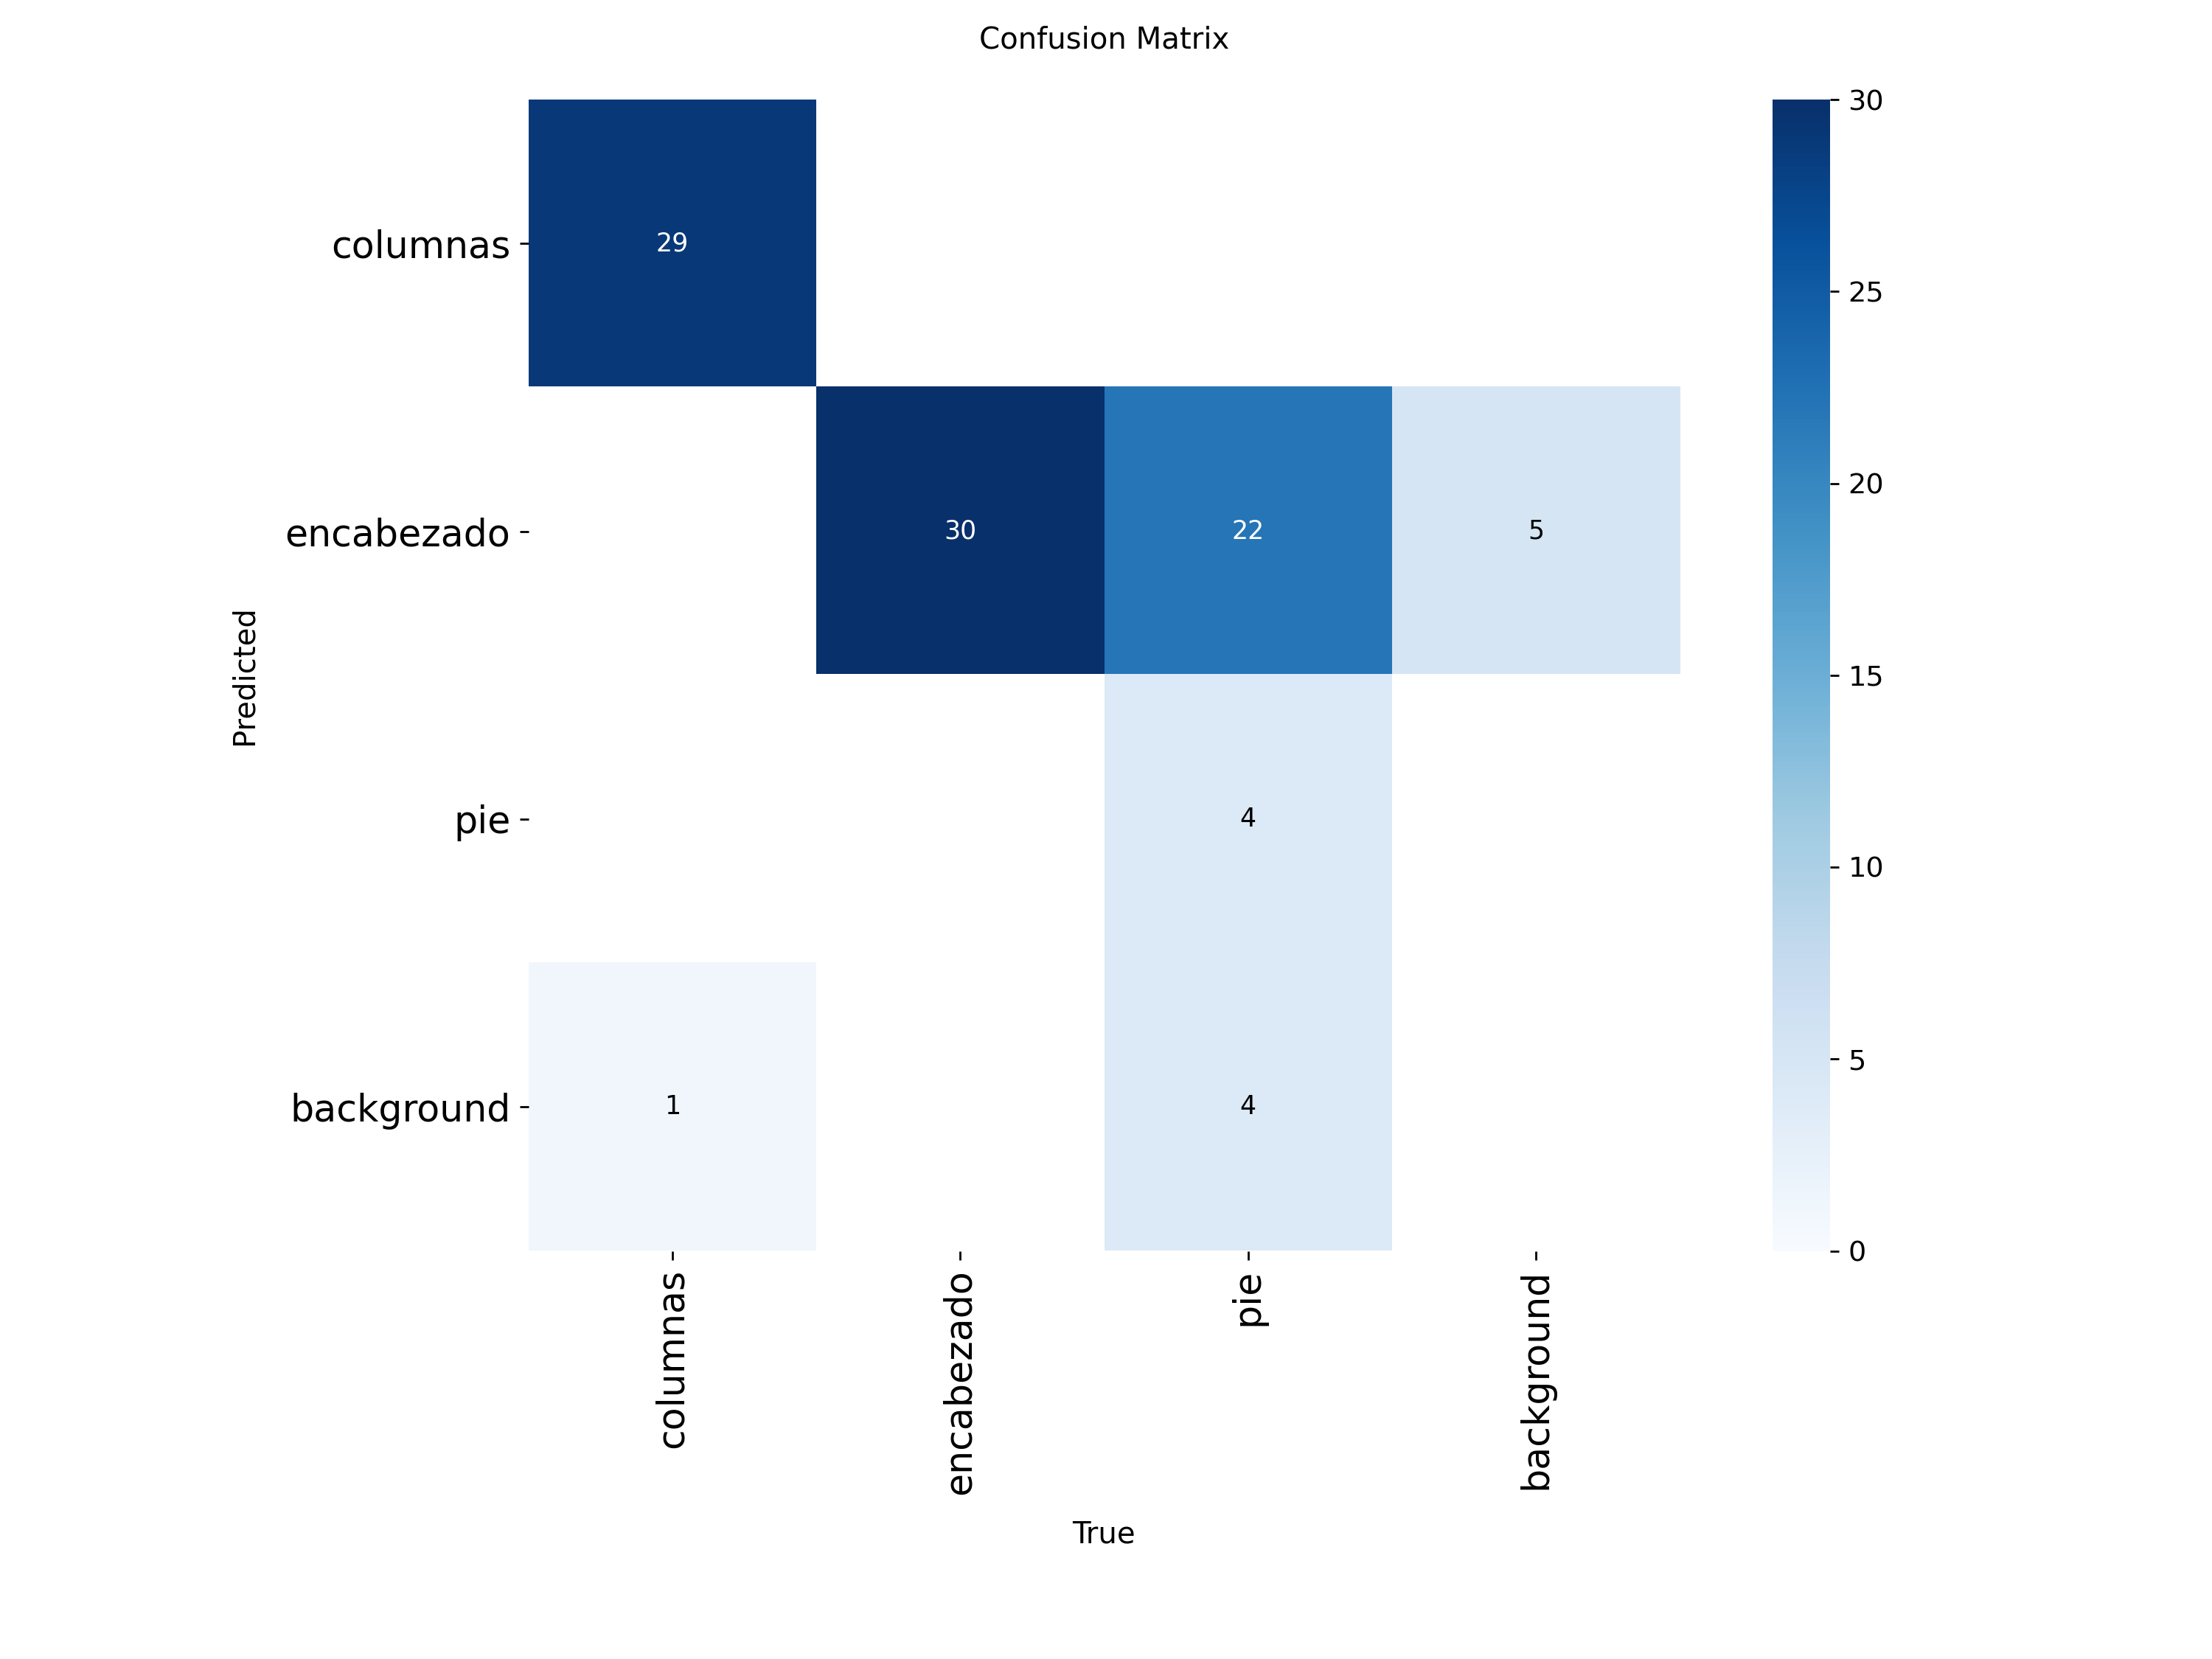 Confusion Matrix
columnas
29
encabezado
30 22 5
pie
4
background
1 4
Predicted
columnas
encabezado
pie
background
True
30
25
20
15
10
5
0